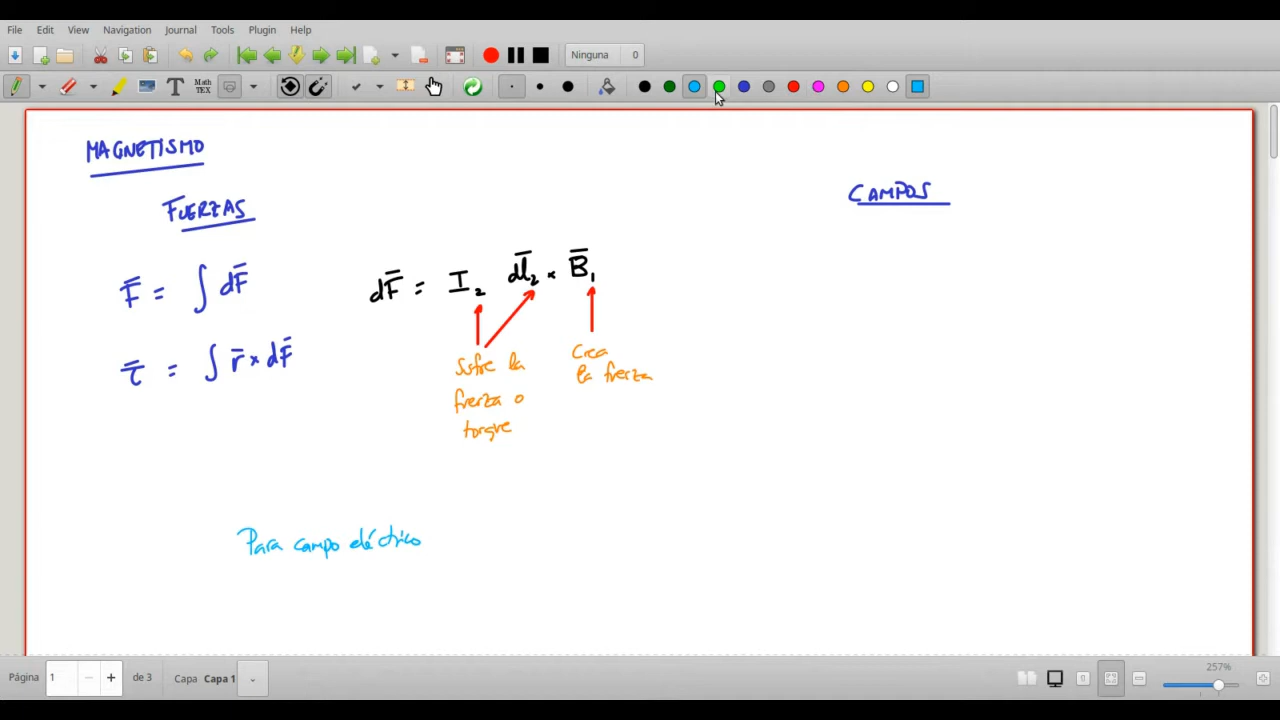 File Edit View Navigation Journal Tools Plugin Help
Ninguna 0
T Math TEX
MAGNETISMO
FUERZAS
CAMPOS
F̄ = ∫ dF̄
dF̄ = I₂ dl̄₂ × B̄₁
τ̄ = ∫ r̄ × dF̄
Sufre la
fuerza o
torque
Crea
la fuerza
Para campo eléctrico
Página 1 de 3 Capa Capa 1
257%